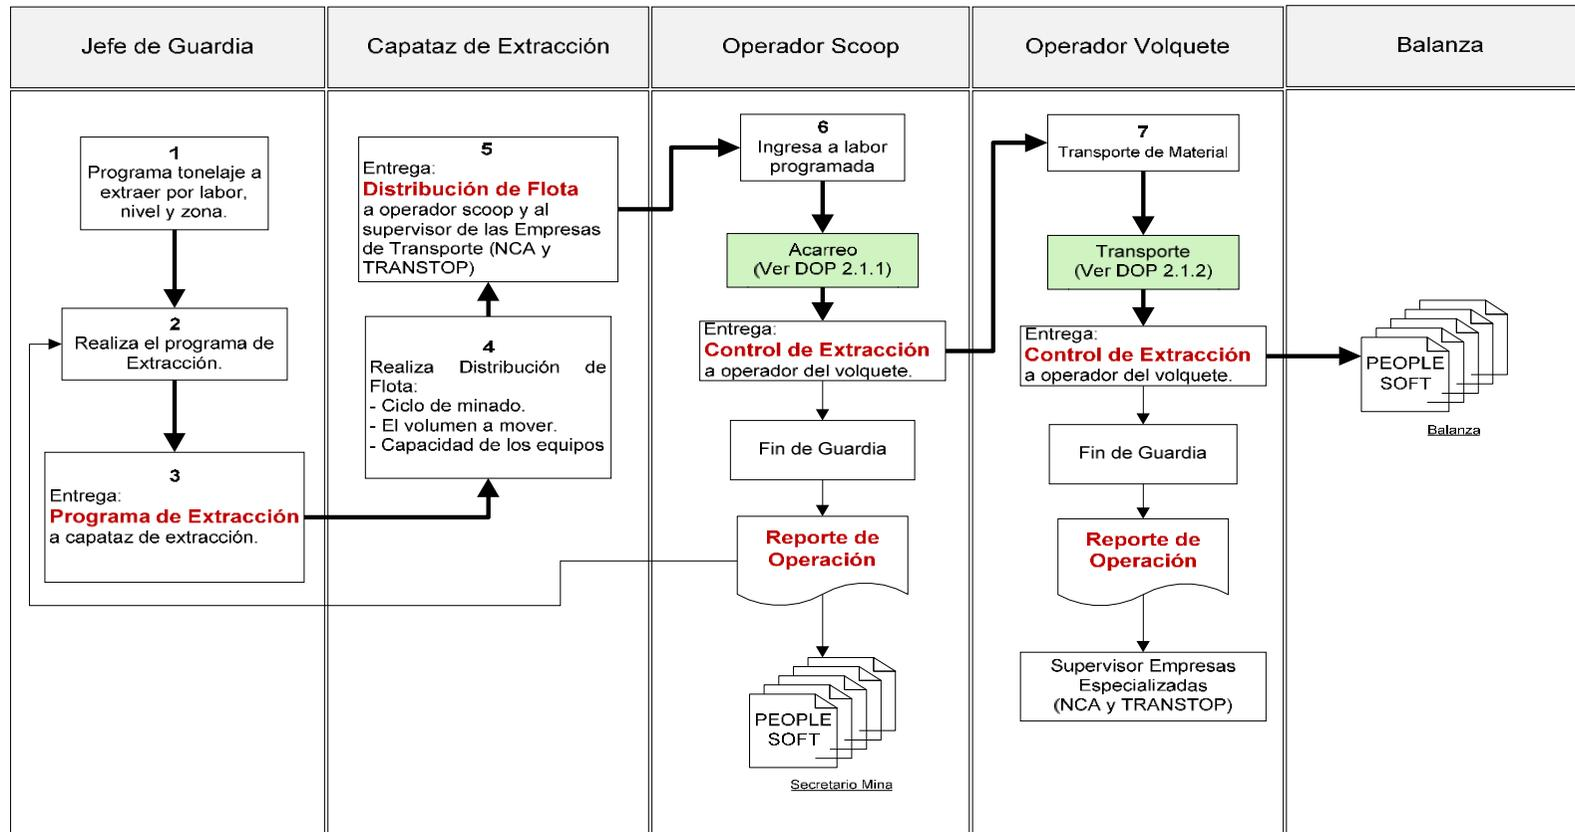 Jefe de Guardia
Capataz de Extracción
Operador Scoop
Operador Volquete
Balanza
1
Programa tonelaje a
extraer por labor,
nivel y zona.
2
Realiza el programa de
Extracción.
3
Entrega:
Programa de Extracción
a capataz de extracción.
5
Entrega:
Distribución de Flota
a operador scoop y al
supervisor de las Empresas
de Transporte (NCA y
TRANSTOP)
4
Realiza Distribución de
Flota:
- Ciclo de minado.
- El volumen a mover.
- Capacidad de los equipos
6
Ingresa a labor
programada
Acarreo
(Ver DOP 2.1.1)
Entrega:
Control de Extracción
a operador del volquete.
Fin de Guardia
Reporte de
Operación
PEOPLE
SOFT
Secretario Mina
7
Transporte de Material
Transporte
(Ver DOP 2.1.2)
Entrega:
Control de Extracción
a operador del volquete.
Fin de Guardia
Reporte de
Operación
Supervisor Empresas
Especializadas
(NCA y TRANSTOP)
PEOPLE
SOFT
Balanza